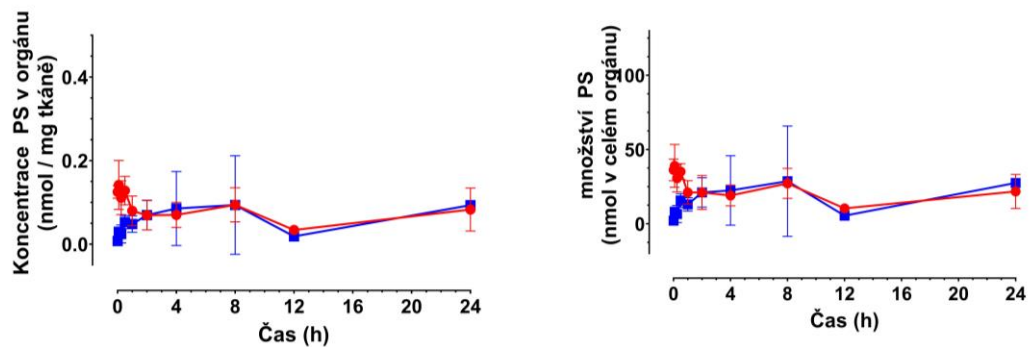 Koncentrace PS v orgánu
(nmol / mg tkáně)
0.4
0.2
0.0
0 4 8 12 16 20 24
Čas (h)
množství PS
(nmol v celém orgánu)
100
50
0
0 4 8 12 16 20 24
Čas (h)